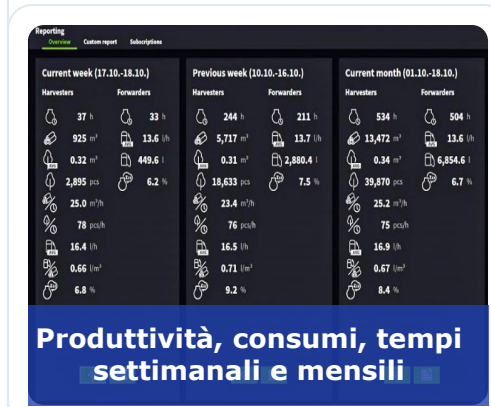 Reporting
Overview Custom report Subscriptions
Current week (17.10.-18.10.)
Harvesters Forwarders
37 h 33 h
925 m³ 13.6 l/h
0.32 m³ 449.6 l
2,895 pcs 6.2 %
25.0 m³/h
78 pcs/h
16.4 l/h
0.66 l/m³
6.8 %
Previous week (10.10.-16.10.)
Harvesters Forwarders
244 h 211 h
5,717 m³ 13.7 l/h
0.31 m³ 2,880.4 l
18,633 pcs 7.5 %
23.4 m³/h
76 pcs/h
16.5 l/h
0.71 l/m³
9.2 %
Current month (01.10.-18.10.)
Harvesters Forwarders
534 h 504 h
13,472 m³ 13.6 l/h
0.34 m³ 6,854.6 l
39,870 pcs 6.7 %
25.2 m³/h
75 pcs/h
16.9 l/h
0.67 l/m³
8.4 %
Produttività, consumi, tempi
settimanali e mensili